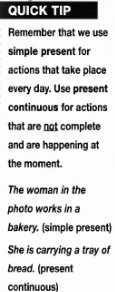 QUICK TIP
Remember that we use
simple present for
actions that take place
every day. Use present
continuous for actions
that are not complete
and are happening at
the moment.
The woman in the
photo works in a
bakery. (simple present)
She is carrying a tray of
bread. (present
continuous)